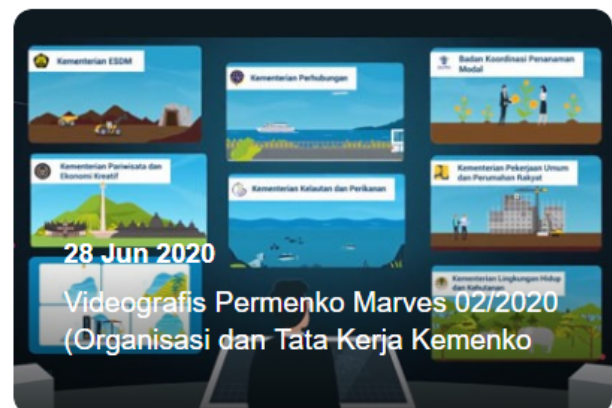 Kementerian ESDM
Kementerian Perhubungan
Badan Koordinasi Penanaman
Modal
Kementerian Pariwisata dan
Ekonomi Kreatif
Kementerian Kelautan dan Perikanan
Kementerian Pekerjaan Umum
dan Perumahan Rakyat
Kementerian Lingkungan Hidup
dan Kehutanan
28 Jun 2020
Videografis Permenko Marves 02/2020
(Organisasi dan Tata Kerja Kemenko